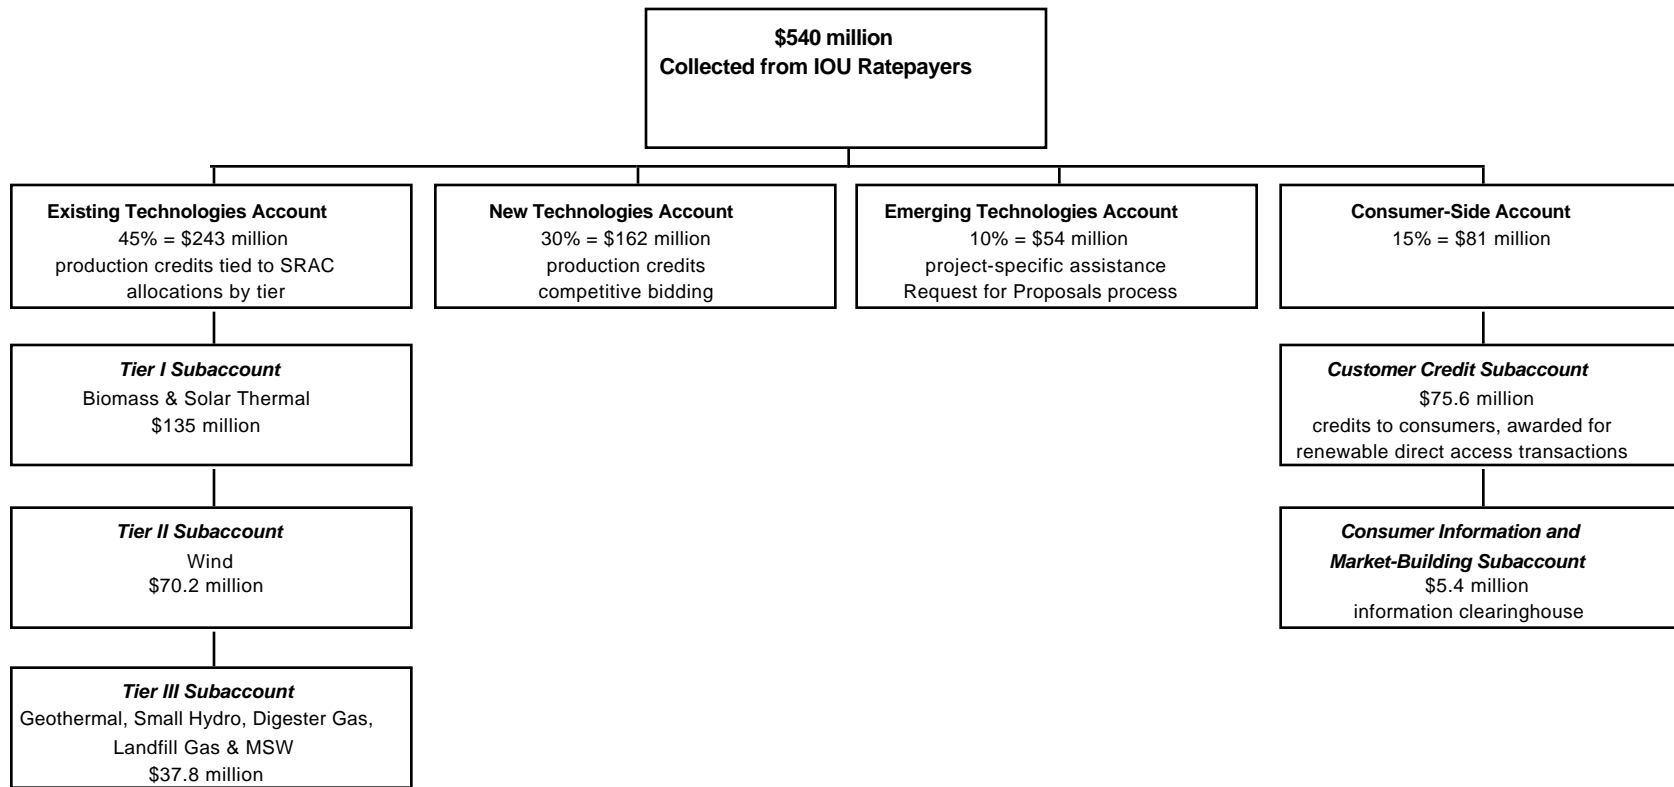 $540 million
Collected from IOU Ratepayers
Existing Technologies Account
45% = $243 million
production credits tied to SRAC
allocations by tier
New Technologies Account
30% = $162 million
production credits
competitive bidding
Emerging Technologies Account
10% = $54 million
project-specific assistance
Request for Proposals process
Consumer-Side Account
15% = $81 million
Tier I Subaccount
Biomass & Solar Thermal
$135 million
Customer Credit Subaccount
$75.6 million
credits to consumers, awarded for
renewable direct access transactions
Tier II Subaccount
Wind
$70.2 million
Consumer Information and
Market-Building Subaccount
$5.4 million
information clearinghouse
Tier III Subaccount
Geothermal, Small Hydro, Digester Gas,
Landfill Gas & MSW
$37.8 million